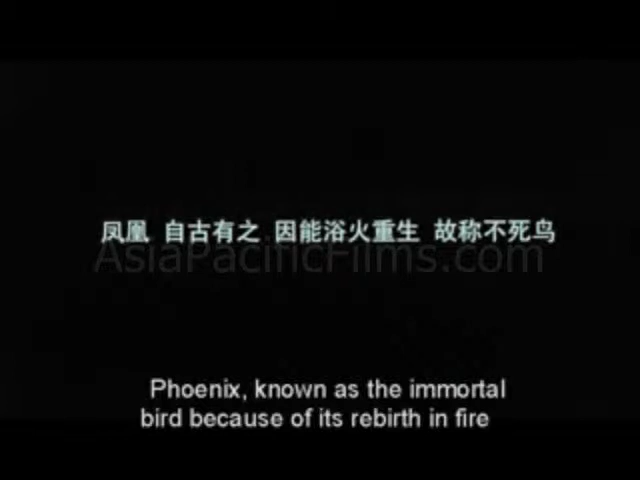 凤凰 自古有之 因能浴火重生 故称不死鸟
AsiaPacificFilms.com
Phoenix, known as the immortal
bird because of its rebirth in fire